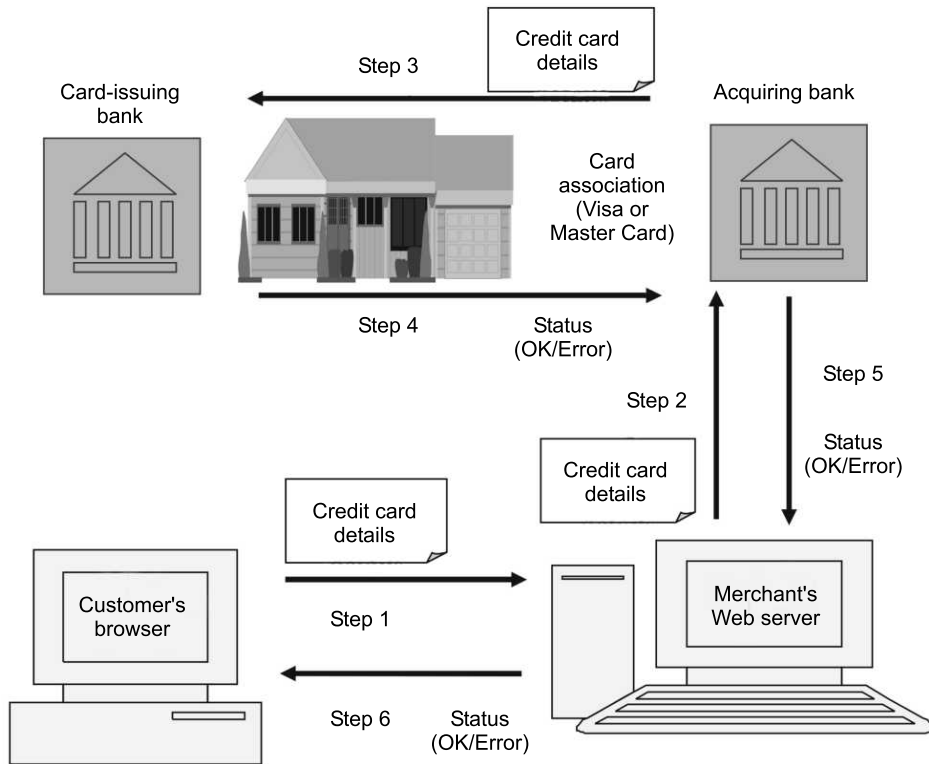 Credit card
details
Step 3
Card-issuing
bank
Acquiring bank
Card
association
(Visa or
Master Card)
Step 4
Status
(OK/Error)
Step 2
Step 5
Status
(OK/Error)
Credit card
details
Credit card
details
Customer's
browser
Step 1
Merchant's
Web server
Step 6
Status
(OK/Error)